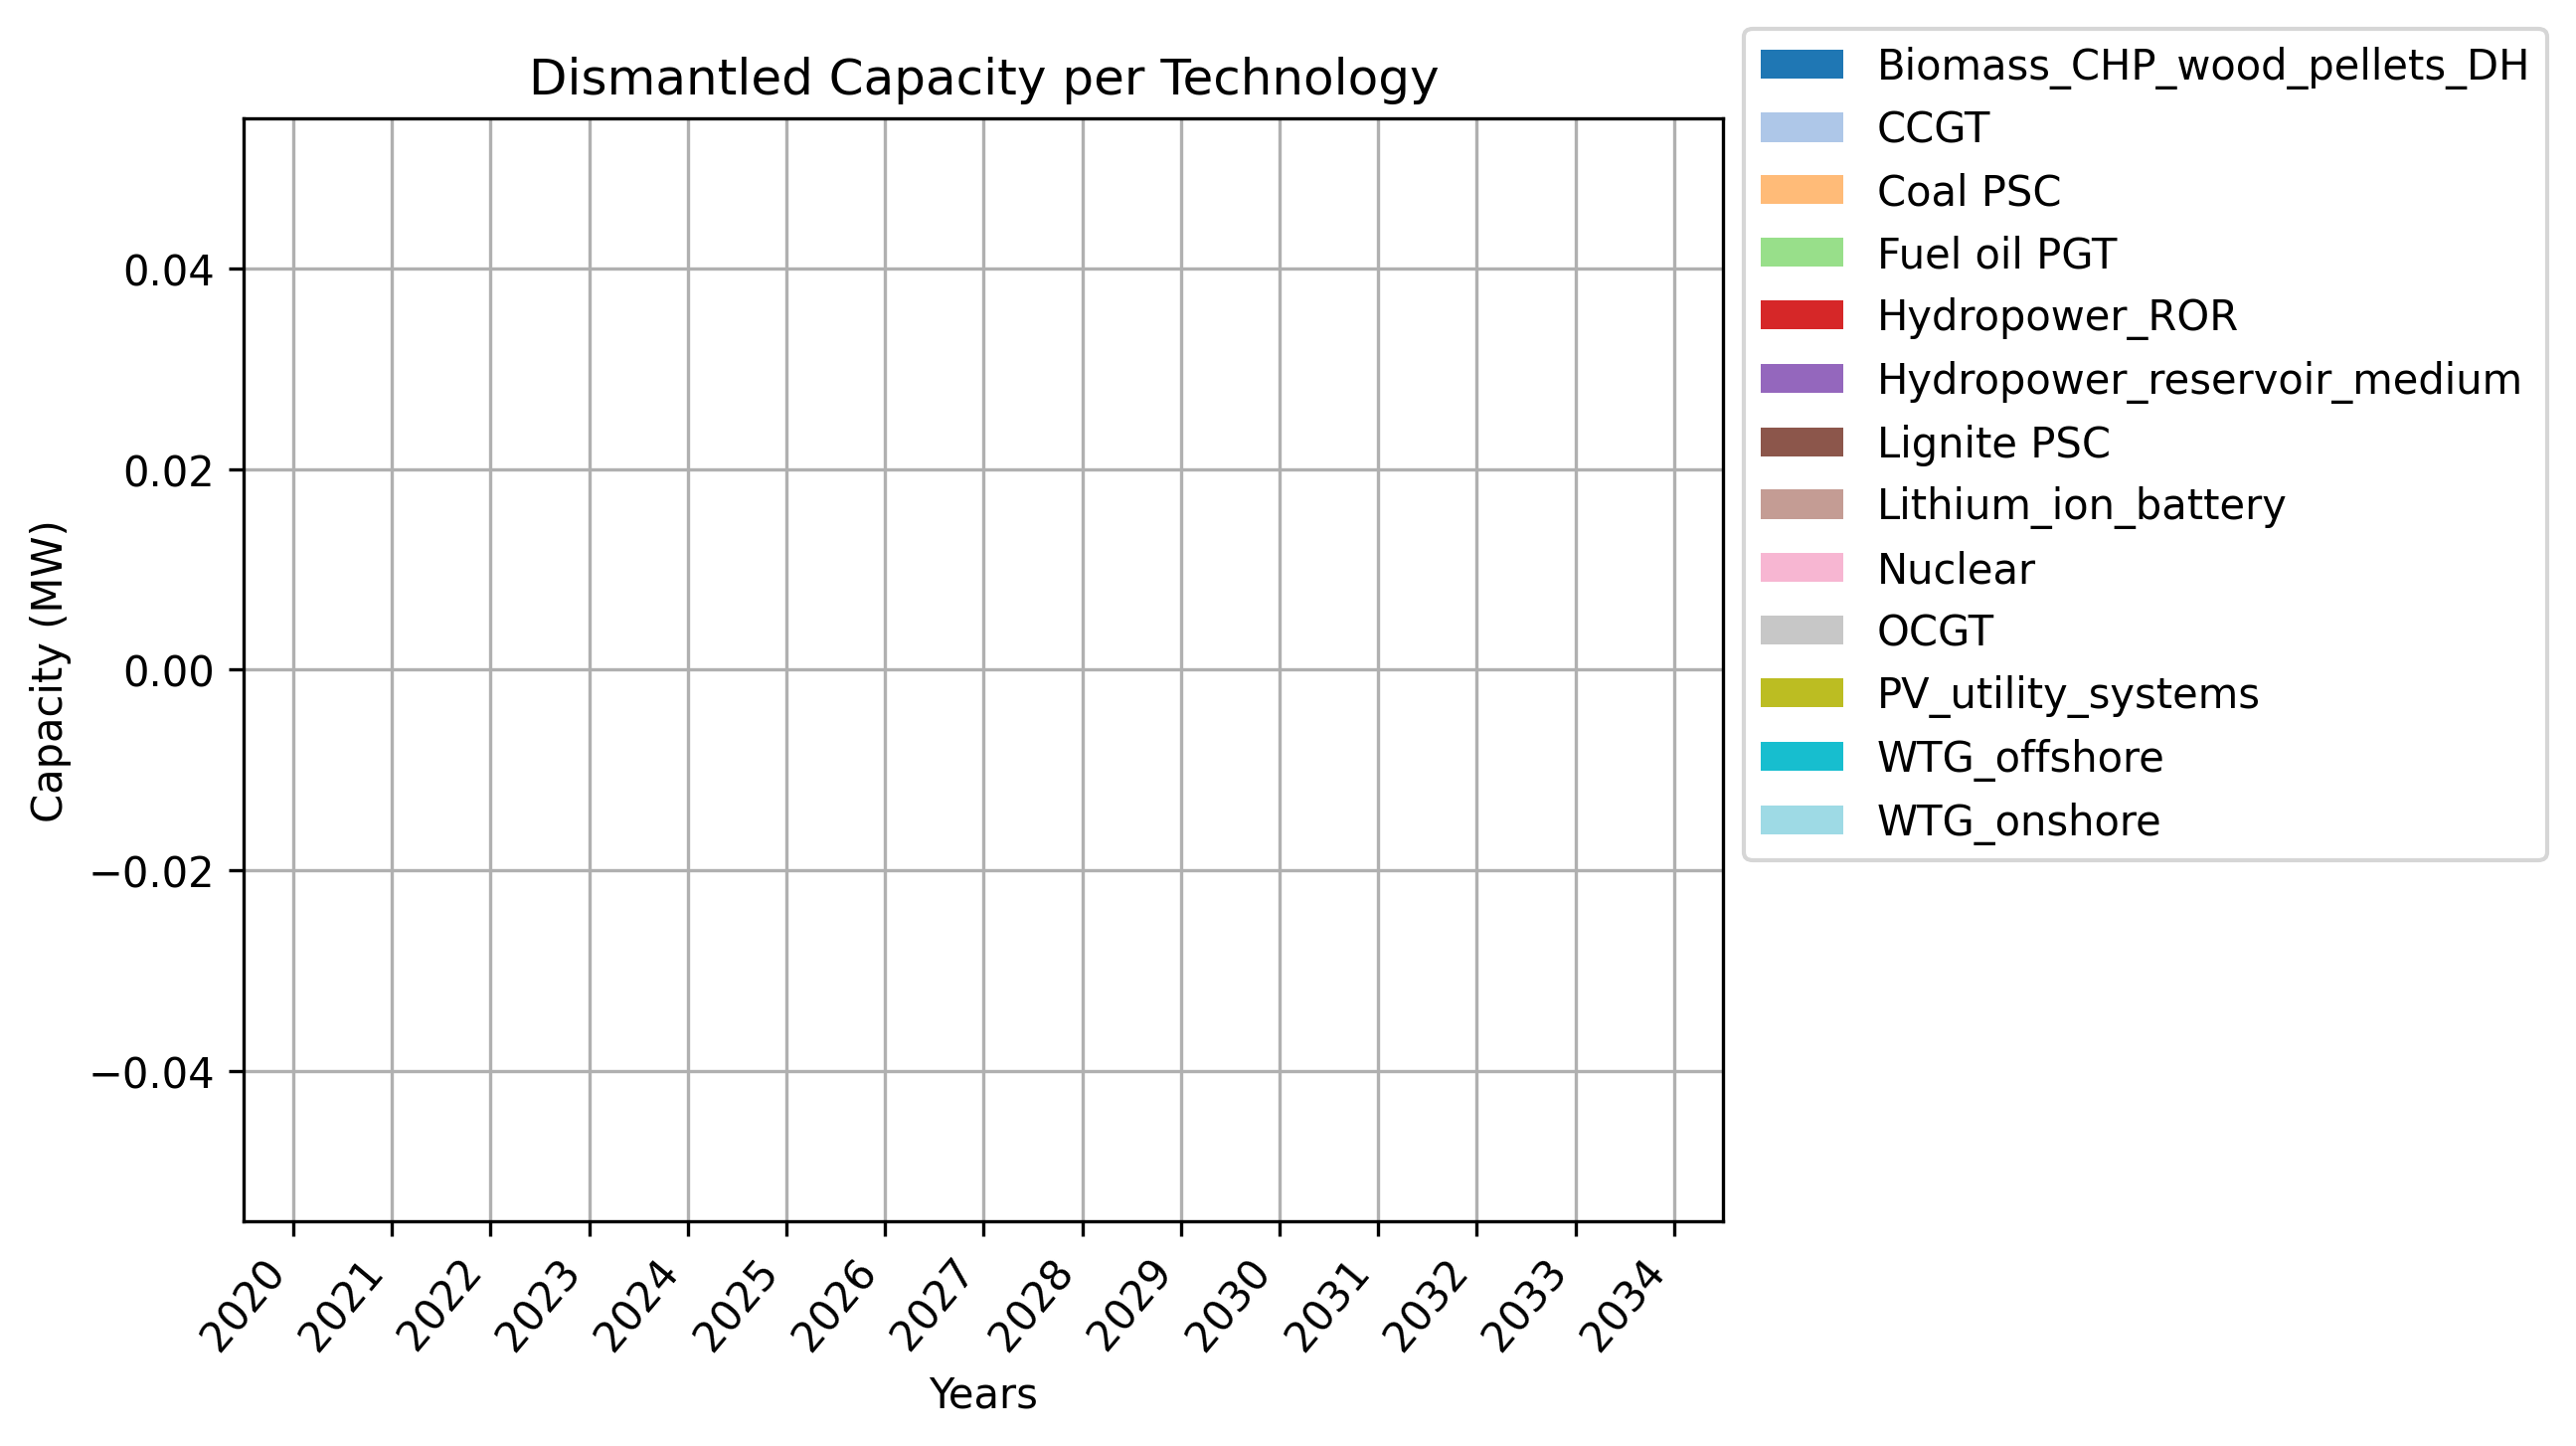 Dismantled Capacity per Technology
Capacity (MW)
0.04
0.02
0.00
−0.02
−0.04
2020
2021
2022
2023
2024
2025
2026
2027
2028
2029
2030
2031
2032
2033
2034
Years
Biomass_CHP_wood_pellets_DH
CCGT
Coal PSC
Fuel oil PGT
Hydropower_ROR
Hydropower_reservoir_medium
Lignite PSC
Lithium_ion_battery
Nuclear
OCGT
PV_utility_systems
WTG_offshore
WTG_onshore